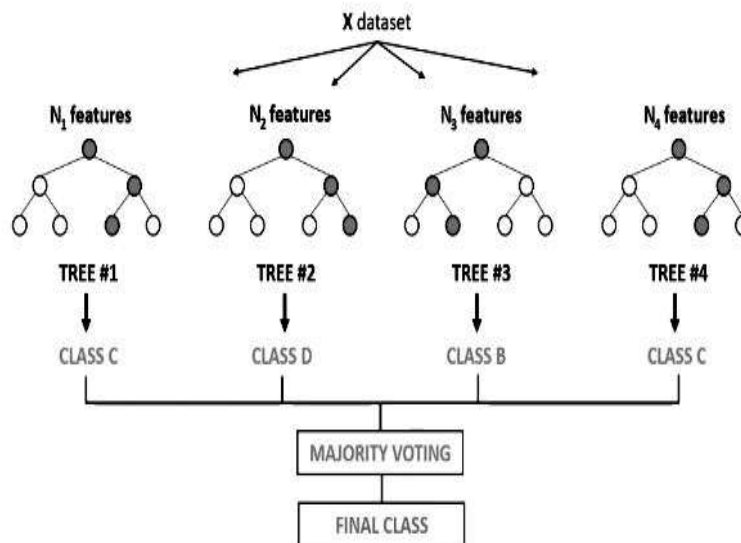 X dataset
N₁ features N₂ features N₃ features N₄ features
TREE #1 TREE #2 TREE #3 TREE #4
CLASS C CLASS D CLASS B CLASS C
MAJORITY VOTING
FINAL CLASS